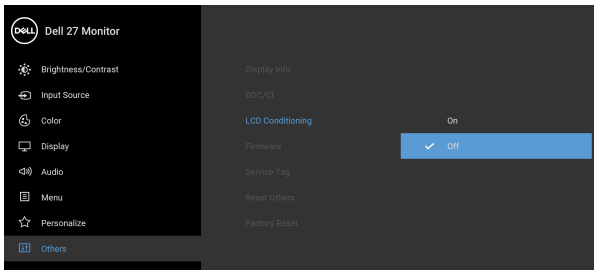 DELL
Dell 27 Monitor
Brightness/Contrast
Display Info
Input Source
DDC/CI
Color
LCD Conditioning
On
Display
Firmware
Off
Audio
Service Tag
Menu
Reset Others
Personalize
Factory Reset
Others